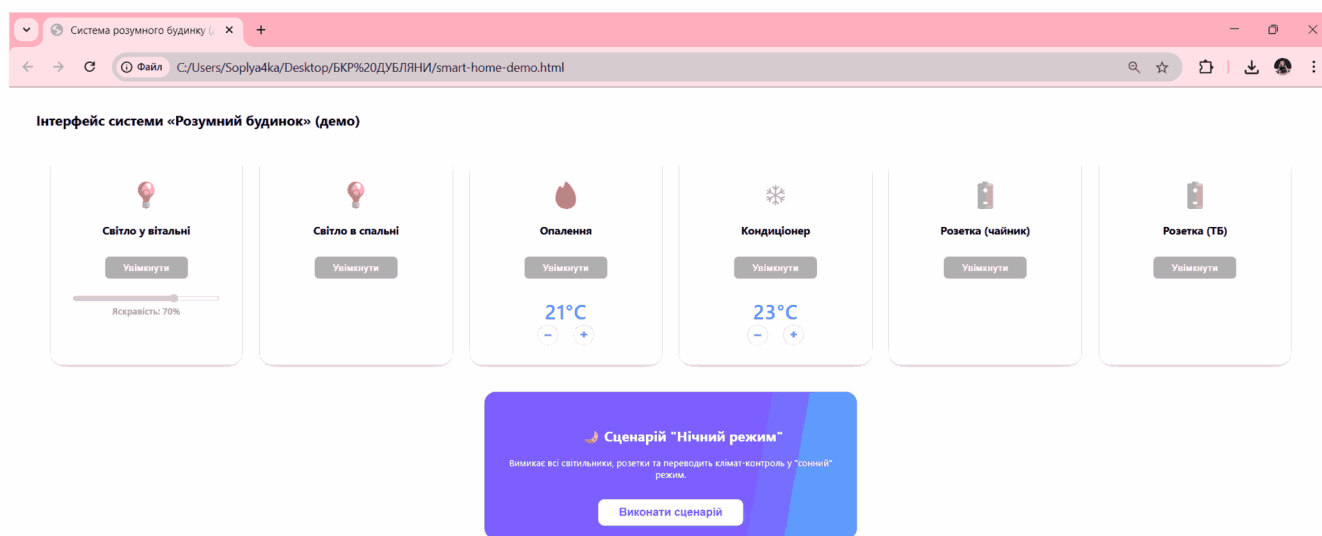 Система розумного будинку (
Файл C:/Users/Soplya4ka/Desktop/БКР%20ДУБЛЯНИ/smart-home-demo.html
Інтерфейс системи «Розумний будинок» (демо)
Світло у вітальні
Світло в спальні
Опалення
Кондиціонер
Розетка (чайник)
Розетка (ТБ)
Увімкнути
Увімкнути
Увімкнути
Увімкнути
Увімкнути
Увімкнути
Яскравість: 70%
21°C
23°C
− +
− +
Сценарій "Нічний режим"
Вимикає всі світильники, розетки та переводить клімат-контроль у "сонний"
режим.
Виконати сценарій